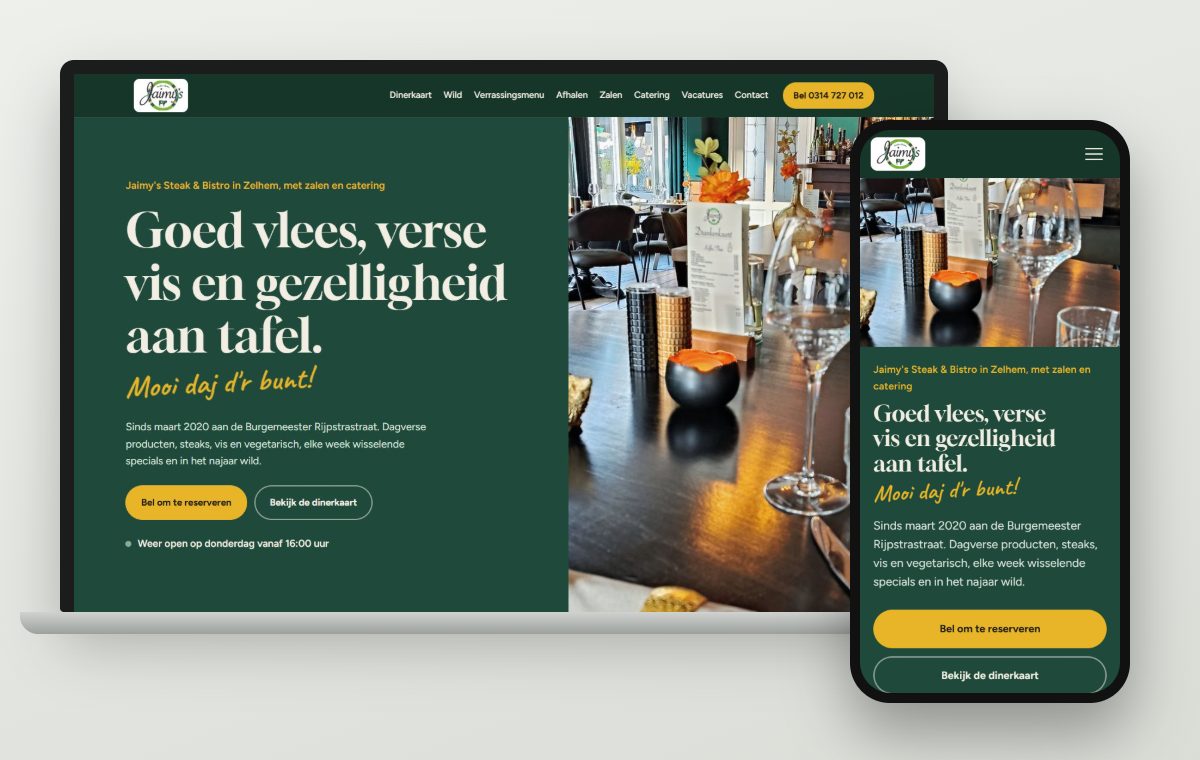 Jaimy's
Dinerkaart Wild Verrassingsmenu Afhalen Zalen Catering Vacatures Contact Bel 0314 727 012
Jaimy's Steak & Bistro in Zelhem, met zalen en catering
Goed vlees, verse
vis en gezelligheid
aan tafel.
Mooi daj d'r bunt!
Sinds maart 2020 aan de Burgemeester Rijpstrastraat. Dagverse
producten, steaks, vis en vegetarisch, elke week wisselende
specials en in het najaar wild.
Bel om te reserveren Bekijk de dinerkaart
Weer open op donderdag vanaf 16:00 uur
Drankenkaart
Jaimy's
Jaimy's Steak & Bistro in Zelhem, met zalen en
catering
Goed vlees, verse
vis en gezelligheid
aan tafel.
Mooi daj d'r bunt!
Sinds maart 2020 aan de Burgemeester
Rijpstrastraat. Dagverse producten, steaks,
vis en vegetarisch, elke week wisselende
specials en in het najaar wild.
Bel om te reserveren
Bekijk de dinerkaart